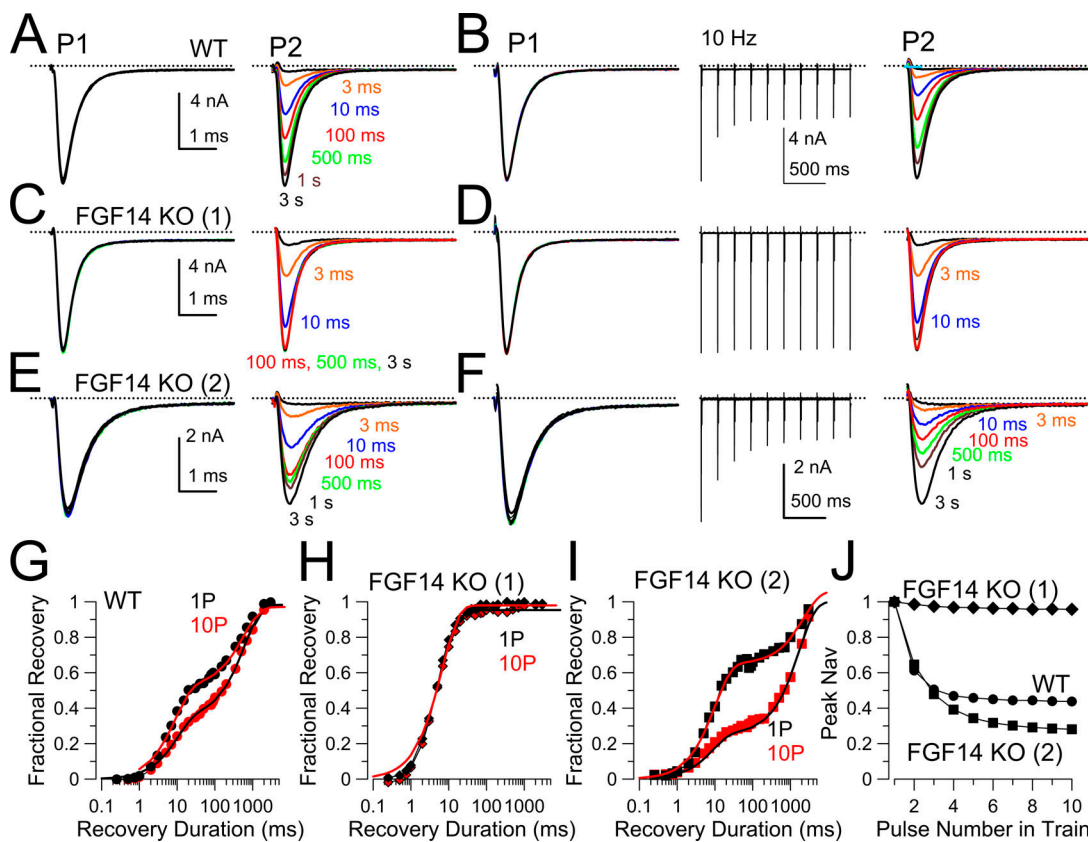 A
P1
WT
P2
4 nA
1 ms
3 ms
10 ms
100 ms
500 ms
1 s
3 s
B
P1
10 Hz
P2
4 nA
500 ms
C
FGF14 KO (1)
4 nA
1 ms
3 ms
10 ms
100 ms, 500 ms, 3 s
D
3 ms
10 ms
E
FGF14 KO (2)
2 nA
1 ms
3 ms
10 ms
100 ms
500 ms
1 s
3 s
F
2 nA
500 ms
3 ms
10 ms
100 ms
500 ms
1 s
3 s
G
WT
1P
10P
Fractional Recovery
1
0.8
0.6
0.4
0.2
0
0.1 1 10 100 1000
Recovery Duration (ms)
H
FGF14 KO (1)
1P
10P
Fractional Recovery
1
0.8
0.6
0.4
0.2
0
0.1 1 10 100 1000
Recovery Duration (ms)
I
FGF14 KO (2)
1P
10P
Fractional Recovery
1
0.8
0.6
0.4
0.2
0
0.1 1 10 100 1000
Recovery Duration (ms)
J
FGF14 KO (1)
WT
FGF14 KO (2)
Peak Nav
1
0.8
0.6
0.4
0.2
0
2 4 6 8 10
Pulse Number in Train